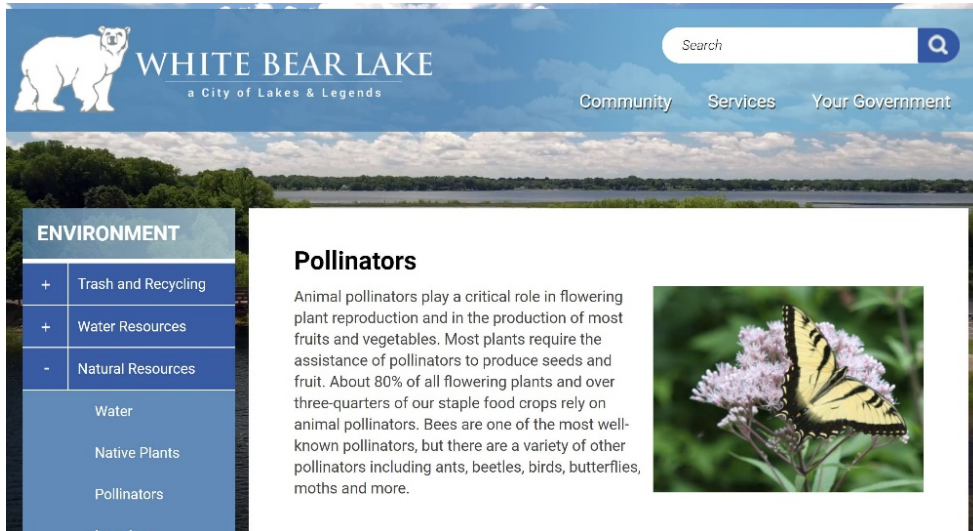 WHITE BEAR LAKE
a City of Lakes & Legends
Search
Community Services Your Government
ENVIRONMENT
+ Trash and Recycling
+ Water Resources
- Natural Resources
Water
Native Plants
Pollinators
Pollinators
Animal pollinators play a critical role in flowering
plant reproduction and in the production of most
fruits and vegetables. Most plants require the
assistance of pollinators to produce seeds and
fruit. About 80% of all flowering plants and over
three-quarters of our staple food crops rely on
animal pollinators. Bees are one of the most well-
known pollinators, but there are a variety of other
pollinators including ants, beetles, birds, butterflies,
moths and more.